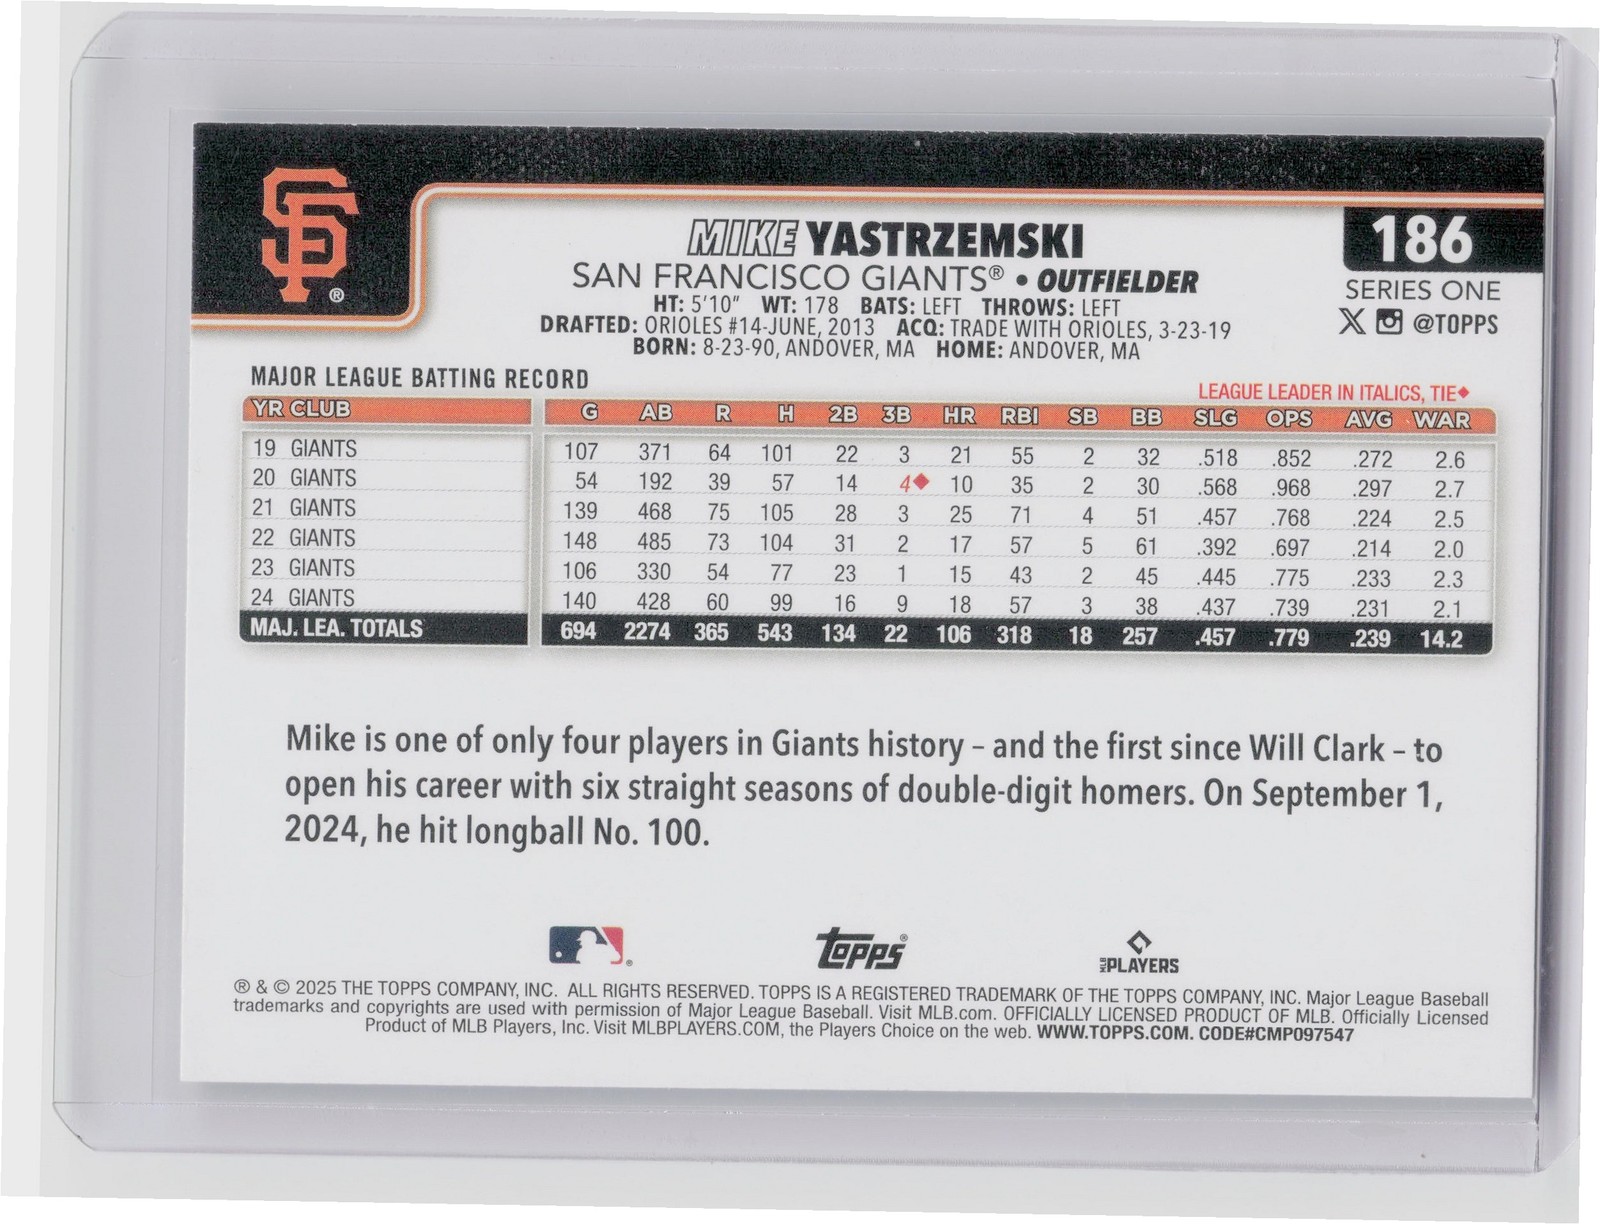 SF®
MIKE YASTRZEMSKI
SAN FRANCISCO GIANTS® • OUTFIELDER
HT: 5'10" WT: 178 BATS: LEFT THROWS: LEFT
DRAFTED: ORIOLES #14-JUNE, 2013 ACQ: TRADE WITH ORIOLES, 3-23-19
BORN: 8-23-90, ANDOVER, MA HOME: ANDOVER, MA
186
SERIES ONE
X @TOPPS
MAJOR LEAGUE BATTING RECORD
LEAGUE LEADER IN ITALICS, TIE◆
YR CLUB G AB R H 2B 3B HR RBI SB BB SLG OPS AVG WAR
19 GIANTS 107 371 64 101 22 3 21 55 2 32 .518 .852 .272 2.6
20 GIANTS 54 192 39 57 14 4◆ 10 35 2 30 .568 .968 .297 2.7
21 GIANTS 139 468 75 105 28 3 25 71 4 51 .457 .768 .224 2.5
22 GIANTS 148 485 73 104 31 2 17 57 5 61 .392 .697 .214 2.0
23 GIANTS 106 330 54 77 23 1 15 43 2 45 .445 .775 .233 2.3
24 GIANTS 140 428 60 99 16 9 18 57 3 38 .437 .739 .231 2.1
MAJ. LEA. TOTALS 694 2274 365 543 134 22 106 318 18 257 .457 .779 .239 14.2
Mike is one of only four players in Giants history – and the first since Will Clark – to
open his career with six straight seasons of double-digit homers. On September 1,
2024, he hit longball No. 100.
topps®
MLB PLAYERS
® & © 2025 THE TOPPS COMPANY, INC. ALL RIGHTS RESERVED. TOPPS IS A REGISTERED TRADEMARK OF THE TOPPS COMPANY, INC. Major League Baseball
trademarks and copyrights are used with permission of Major League Baseball. Visit MLB.com. OFFICIALLY LICENSED PRODUCT OF MLB. Officially Licensed
Product of MLB Players, Inc. Visit MLBPLAYERS.COM, the Players Choice on the web. WWW.TOPPS.COM. CODE#CMP097547